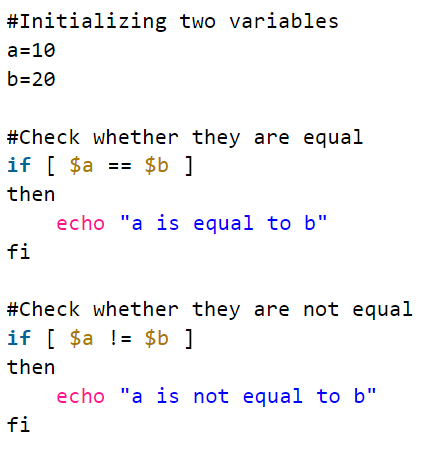 #Initializing two variables
a=10
b=20

#Check whether they are equal
if [ $a == $b ]
then
    echo "a is equal to b"
fi

#Check whether they are not equal
if [ $a != $b ]
then
    echo "a is not equal to b"
fi